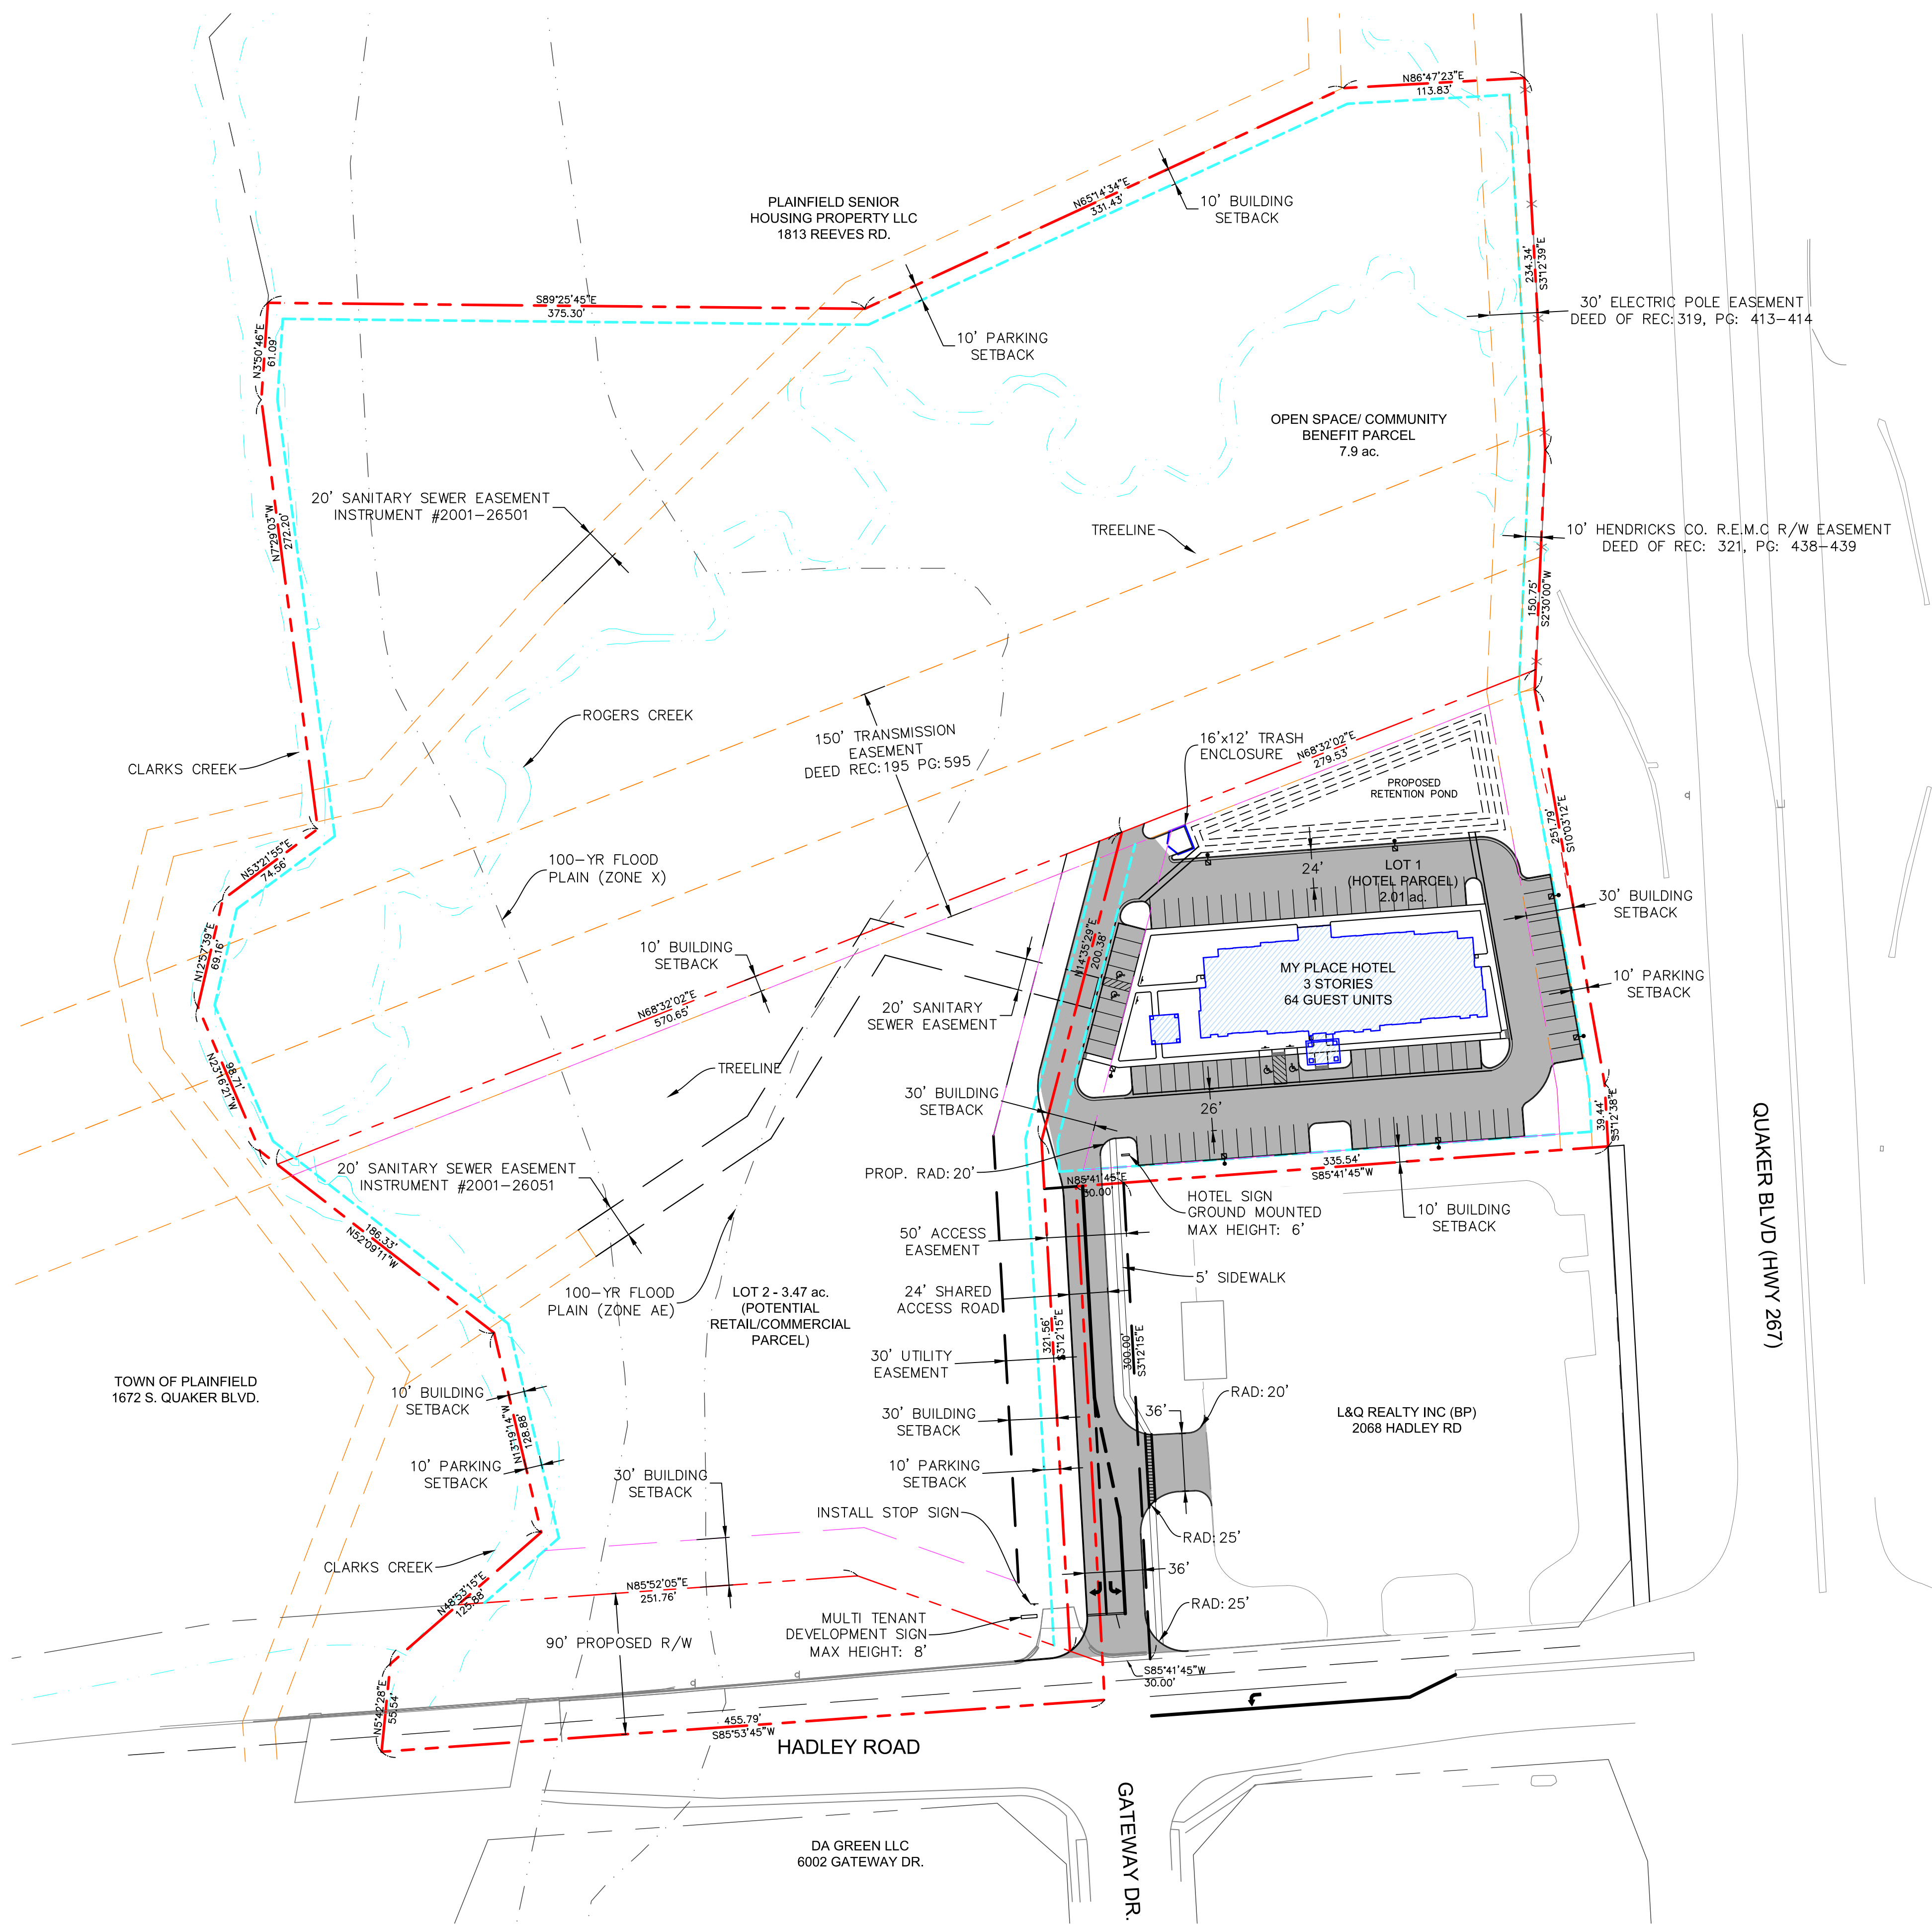 N86°47'23"E
113.83'
PLAINFIELD SENIOR
HOUSING PROPERTY LLC
1813 REEVES RD.
N65°14'34"E
331.43'
10' BUILDING
SETBACK
234.34'
S3°12'39"E
S89°25'45"E
375.30'
10' PARKING
SETBACK
30' ELECTRIC POLE EASEMENT
DEED OF REC: 319, PG: 413-414
N3°50'46"E
61.09'
OPEN SPACE/ COMMUNITY
BENEFIT PARCEL
7.9 ac.
20' SANITARY SEWER EASEMENT
INSTRUMENT #2001-26501
N7°29'03"W
272.20'
TREELINE
10' HENDRICKS CO. R.E.M.C R/W EASEMENT
DEED OF REC: 321, PG: 438-439
150.75'
S2°30'00"W
ROGERS CREEK
CLARKS CREEK
150' TRANSMISSION
EASEMENT
DEED REC: 195 PG: 595
16'x12' TRASH
ENCLOSURE
N68°32'02"E
279.53'
PROPOSED
RETENTION POND
251.79'
S10°03'12"E
N53°21'55"E
74.56'
100-YR FLOOD
PLAIN (ZONE X)
24'
LOT 1
(HOTEL PARCEL)
2.01 ac.
30' BUILDING
SETBACK
N12°57'39"E
69.16'
10' BUILDING
SETBACK
N14°35'29"E
200.38'
MY PLACE HOTEL
3 STORIES
64 GUEST UNITS
10' PARKING
SETBACK
N68°32'02"E
570.65'
20' SANITARY
SEWER EASEMENT
98.71'
N23°16'21"W
TREELINE
30' BUILDING
SETBACK
26'
39.44'
S3°12'38"E
20' SANITARY SEWER EASEMENT
INSTRUMENT #2001-26051
PROP. RAD: 20'
N85°41'45"E
30.00'
335.54'
S85°41'45"W
HOTEL SIGN
GROUND MOUNTED
MAX HEIGHT: 6'
10' BUILDING
SETBACK
QUAKER BLVD (HWY 267)
186.33'
N52°09'11"W
50' ACCESS
EASEMENT
5' SIDEWALK
100-YR FLOOD
PLAIN (ZONE AE)
LOT 2 - 3.47 ac.
(POTENTIAL
RETAIL/COMMERCIAL
PARCEL)
24' SHARED
ACCESS ROAD
321.56'
S3°12'15"E
300.00'
S3°12'15"E
30' UTILITY
EASEMENT
TOWN OF PLAINFIELD
1672 S. QUAKER BLVD.
10' BUILDING
SETBACK
N13°19'14"W
128.88'
30' BUILDING
SETBACK
36'
RAD: 20'
L&Q REALTY INC (BP)
2068 HADLEY RD
10' PARKING
SETBACK
30' BUILDING
SETBACK
10' PARKING
SETBACK
INSTALL STOP SIGN
RAD: 25'
CLARKS CREEK
36'
N48°53'15"E
125.88'
N85°52'05"E
251.76'
RAD: 25'
MULTI TENANT
DEVELOPMENT SIGN
MAX HEIGHT: 8'
90' PROPOSED R/W
S85°41'45"W
30.00'
N5°42'28"E
55.54'
455.79'
S85°53'45"W
HADLEY ROAD
GATEWAY DR.
DA GREEN LLC
6002 GATEWAY DR.